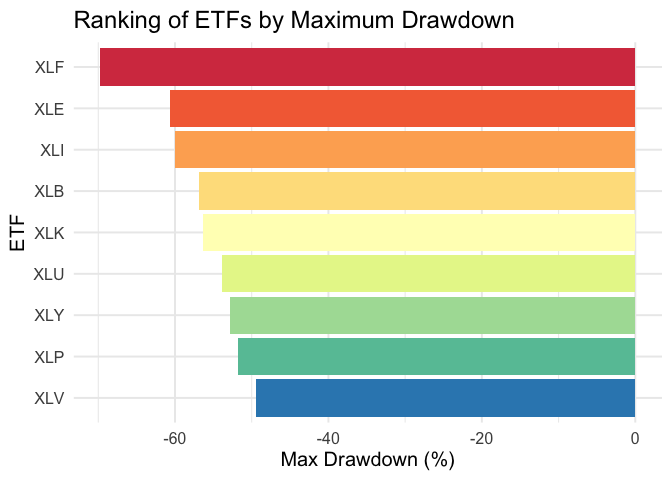 Ranking of ETFs by Maximum Drawdown
XLF
XLE
XLI
XLB
XLK
XLU
XLY
XLP
XLV
ETF
-60 -40 -20 0
Max Drawdown (%)